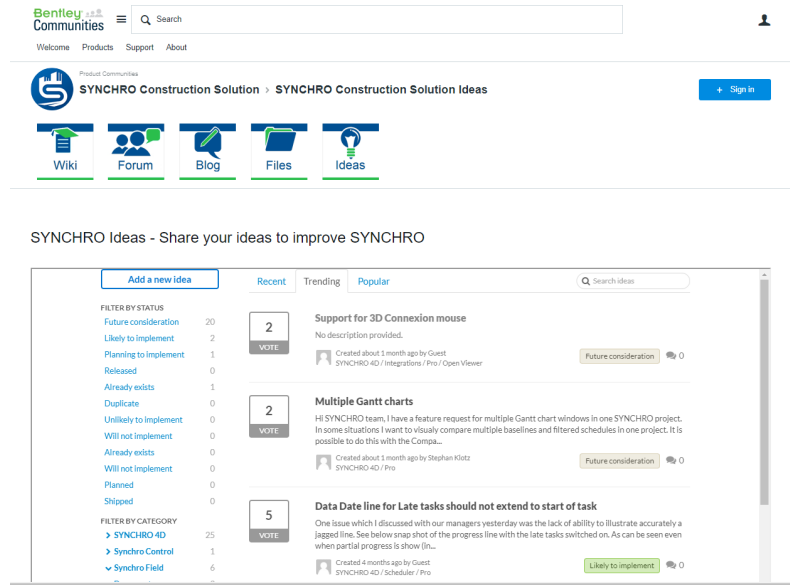 Bentley
Communities
Search
Welcome Products Support About
Product Communities
SYNCHRO Construction Solution › SYNCHRO Construction Solution Ideas
+ Sign in
Wiki
Forum
Blog
Files
Ideas
SYNCHRO Ideas - Share your ideas to improve SYNCHRO
Add a new idea
Recent Trending Popular
Search ideas
FILTER BY STATUS
Future consideration 20
Likely to implement 2
Planning to implement 1
Released 0
Already exists 1
Duplicate 0
Unlikely to implement 0
Will not implement 0
Already exists 0
Will not implement 0
Planned 0
Shipped 0
FILTER BY CATEGORY
SYNCHRO 4D 25
Synchro Control 1
Synchro Field 6
2
VOTE
Support for 3D Connexion mouse
No description provided.
Created about 1 month ago by Guest
SYNCHRO 4D / Integrations / Pro / Open Viewer
Future consideration 0
2
VOTE
Multiple Gantt charts
Hi SYNCHRO team, I have a feature request for multiple Gantt chart windows in one SYNCHRO project.
In some situations I want to visualy compare multiple baselines and filtered schedules in one project. It is
possible to do this with the Compa...
Created about 1 month ago by Stephan Klotz
SYNCHRO 4D / Pro
Future consideration 0
5
VOTE
Data Date line for Late tasks should not extend to start of task
One issue which I discussed with our managers yesterday was the lack of ability to illustrate accurately a
jagged line. See below snap shot of the progress line with the late tasks switched on. As can be seen even
when partial progress is show (in...
Created 4 months ago by Guest
SYNCHRO 4D / Scheduler / Pro
Likely to implement 0